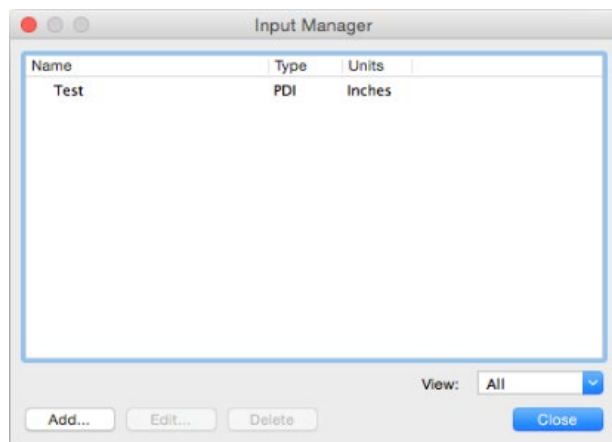 Input Manager
Name Type Units
Test PDI Inches
View: All
Add... Edit... Delete Close